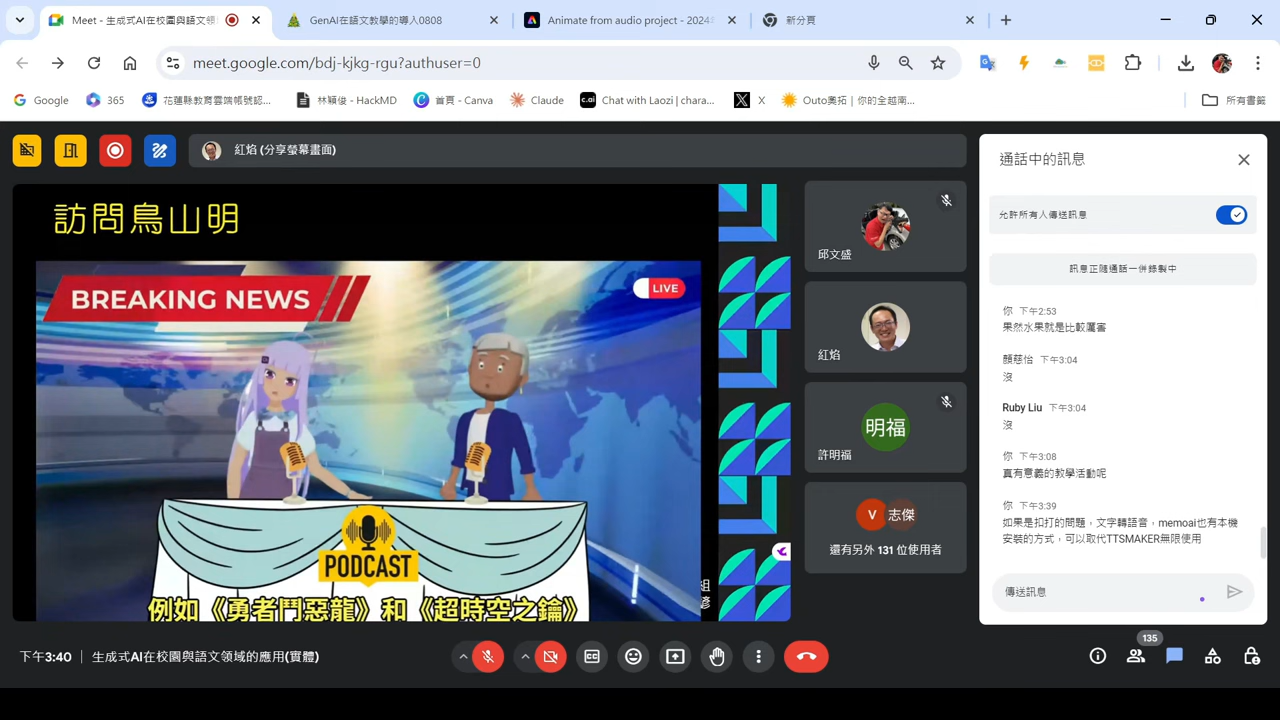 Meet - 生成式AI在校園與語文領
GenAI在語文教學的導入0808
Animate from audio project - 2024
新分頁
meet.google.com/bdj-kjkg-rgu?authuser=0
Google
365
花蓮縣教育雲端帳號認...
林穎俊 - HackMD
首頁 - Canva
Claude
c.ai
Chat with Laozi | chara...
X
Outo奧拓 | 你的全越南...
所有書籤
紅焰 (分享螢幕畫面)
訪問鳥山明
BREAKING NEWS
LIVE
PODCAST
例如《勇者鬥惡龍》和《超時空之鑰》
組
諺
邱文盛
紅焰
明福
許明福
V
志傑
還有另外 131 位使用者
通話中的訊息
允許所有人傳送訊息
訊息正隨通話一併錄製中
你 下午2:53
果然水果就是比較厲害
顏慈怡 下午3:04
沒
Ruby Liu 下午3:04
沒
你 下午3:08
真有意義的教學活動呢
你 下午3:39
如果是扣打的問題，文字轉語音，memoai也有本機
安裝的方式，可以取代TTSMAKER無限使用
傳送訊息
下午3:40
生成式AI在校園與語文領域的應用(實體)
135